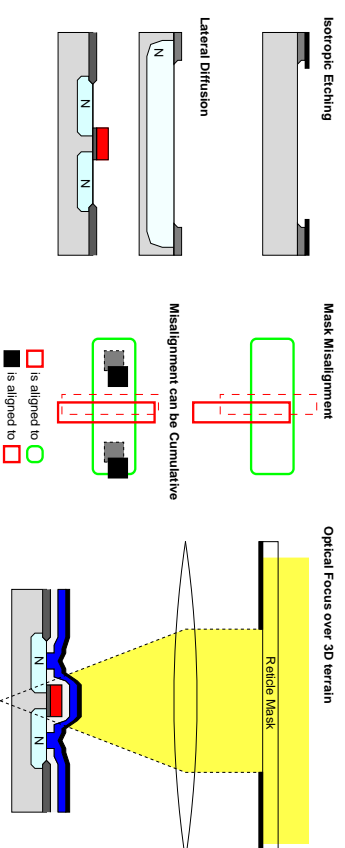 Isotropic Etching
Lateral Diffusion
N
N
N
Mask Misalignment
Misalignment can be Cumulative
is aligned to
is aligned to
Optical Focus over 3D terrain
Reticle Mask
N
N